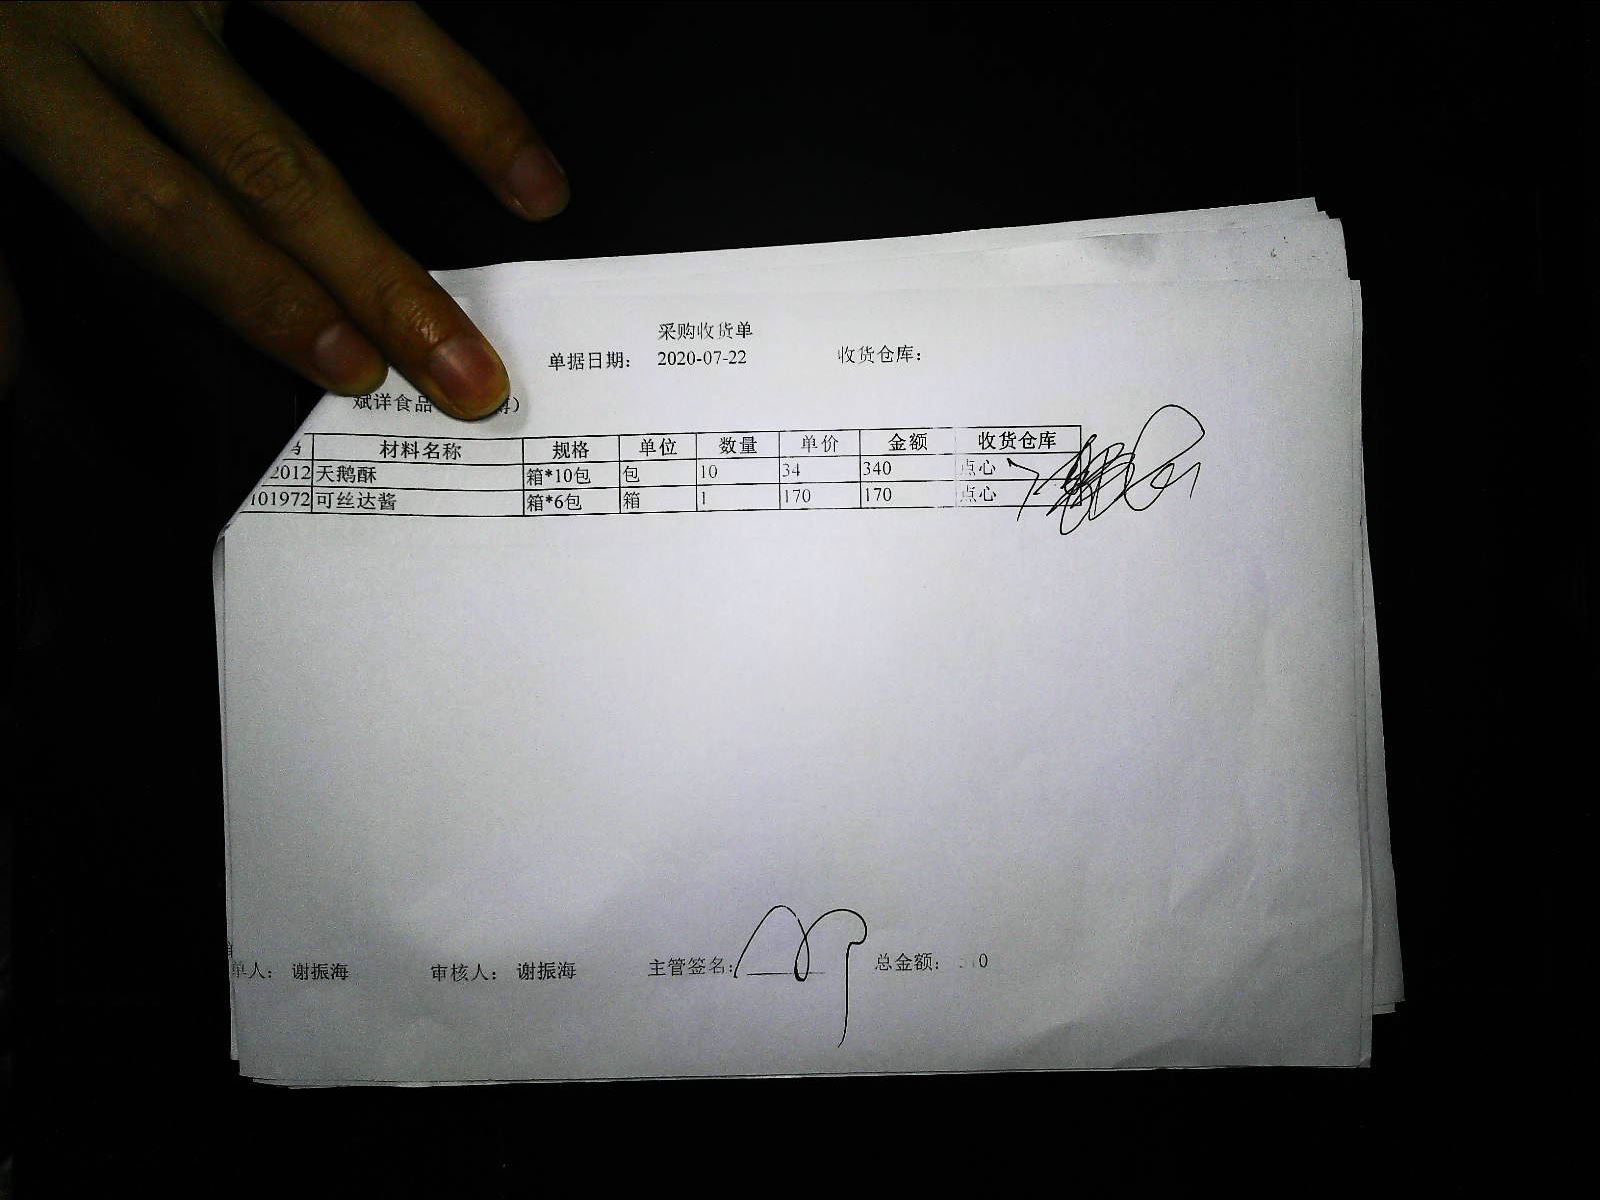 采购收货单
单据日期： 2020-07-22 收货仓库：
斌详食品
材料名称 规格 单位 数量 单价 金额 收货仓库
2012 天鹅酥 箱*10包 包 10 34 340 点心
101972 可丝达酱 箱*6包 箱 1 170 170 点心
单人： 谢振海 审核人： 谢振海 主管签名： 总金额：